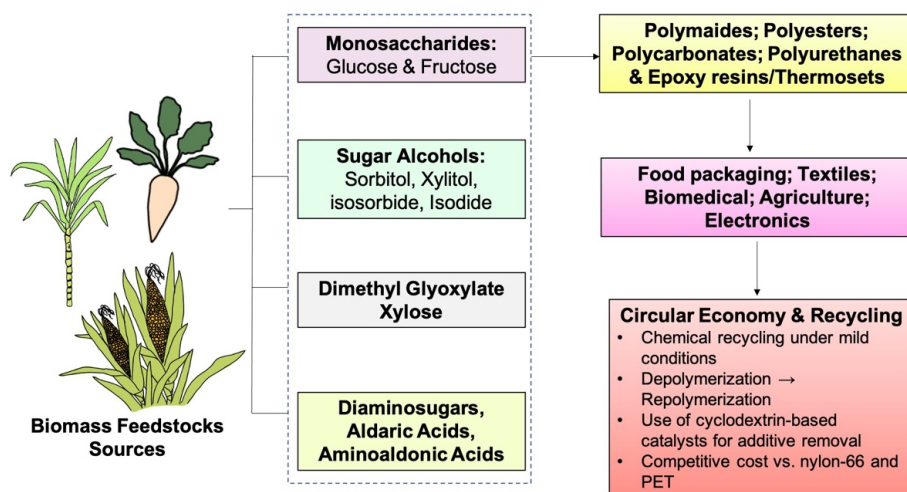 Monosaccharides:
Glucose & Fructose
Sugar Alcohols:
Sorbitol, Xylitol,
isosorbide, Isodide
Dimethyl Glyoxylate
Xylose
Diaminosugars,
Aldaric Acids,
Aminoaldonic Acids
Biomass Feedstocks
Sources
Polymaides; Polyesters;
Polycarbonates; Polyurethanes
& Epoxy resins/Thermosets
Food packaging; Textiles;
Biomedical; Agriculture;
Electronics
Circular Economy & Recycling
• Chemical recycling under mild
conditions
• Depolymerization →
Repolymerization
• Use of cyclodextrin-based
catalysts for additive removal
• Competitive cost vs. nylon-66 and
PET